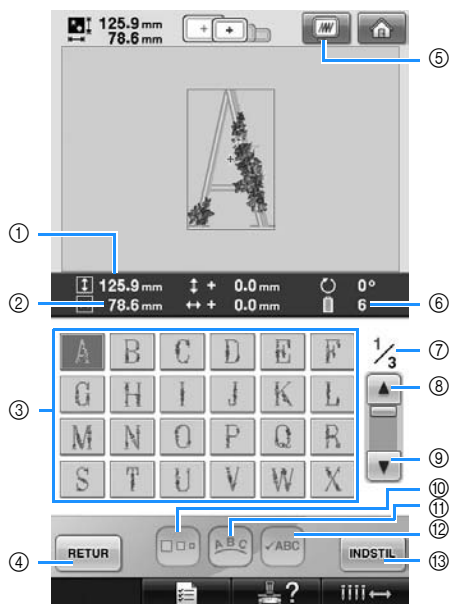 125.9 mm
78.6 mm
⑤
①
125.9 mm + 0.0 mm 0°
② 78.6 mm + 0.0 mm 6 ⑥
A B C D E F 1/3 ⑦
⑧
③ G H I J K L
M N O P Q R
⑨
S T U V W X
⑩
⑪
⑫
RETUR ABC ✓ABC INDSTIL
④ ⑬
?